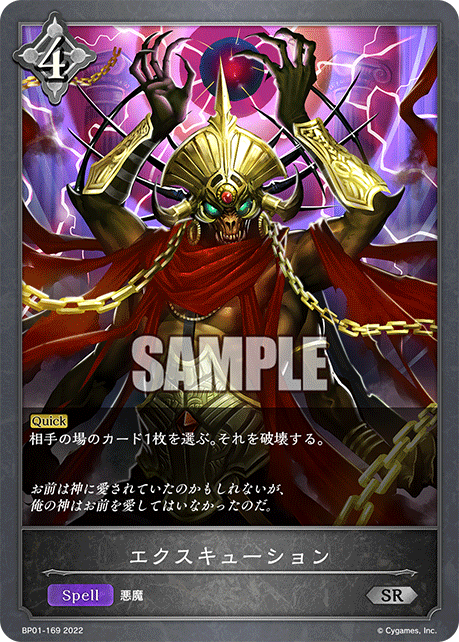 4
SAMPLE
Quick
相手の場のカード1枚を選ぶ。それを破壊する。
お前は神に愛されていたのかもしれないが、
俺の神はお前を愛してはいなかったのだ。
エクスキューション
Spell 悪魔 SR
BP01-169 2022 © Cygames, Inc.